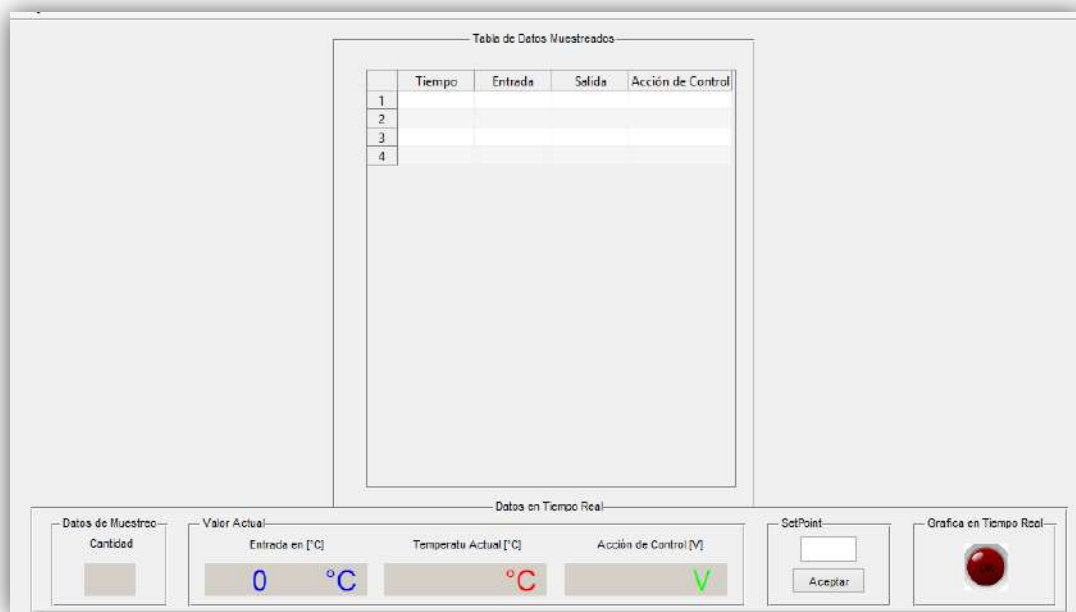 Tabla de Datos Muestreados
Tiempo Entrada Salida Acción de Control
1
2
3
4
Datos en Tiempo Real
Datos de Muestreo
Cantidad
Valor Actual
Entrada en [°C]
Temperatu Actual [°C]
Acción de Control [V]
0 °C
°C
V
SetPoint
Aceptar
Grafica en Tiempo Real